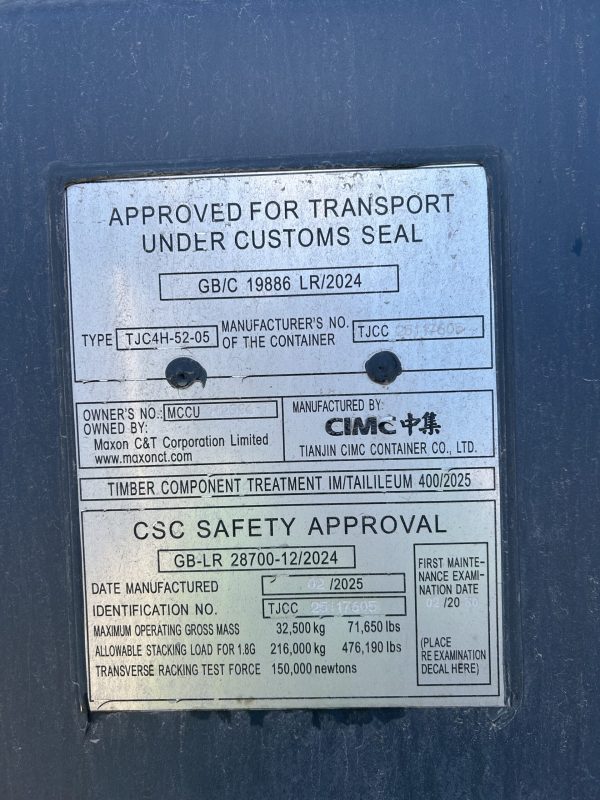 APPROVED FOR TRANSPORT
UNDER CUSTOMS SEAL
GB/C 19886 LR/2024
TYPE TJC4H-52-05
MANUFACTURER'S NO.
OF THE CONTAINER
TJCC
OWNER'S NO.: MCCU
OWNED BY:
Maxon C&T Corporation Limited
www.maxonct.com
MANUFACTURED BY:
CIMC 中集
TIANJIN CIMC CONTAINER CO., LTD.
TIMBER COMPONENT TREATMENT IM/TAILILEUM 400/2025
CSC SAFETY APPROVAL
GB-LR 28700-12/2024
DATE MANUFACTURED 02 /2025
IDENTIFICATION NO. TJCC 25117605
MAXIMUM OPERATING GROSS MASS 32,500 kg 71,650 lbs
ALLOWABLE STACKING LOAD FOR 1.8G 216,000 kg 476,190 lbs
TRANSVERSE RACKING TEST FORCE 150,000 newtons
FIRST MAINTE-
NANCE EXAMI-
NATION DATE
/20
(PLACE
RE EXAMINATION
DECAL HERE)